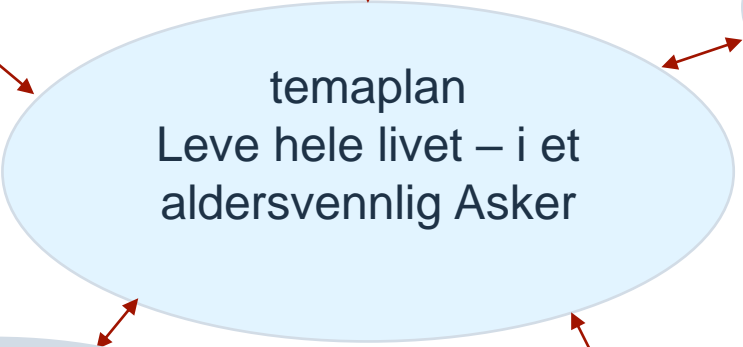 temaplan
Leve hele livet – i et
aldersvennlig Asker